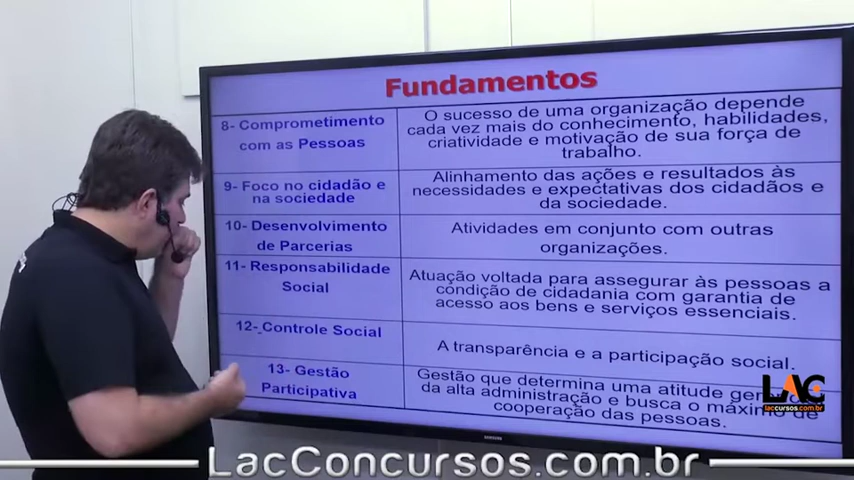 Fundamentos
8- Comprometimento
com as Pessoas
O sucesso de uma organização depende
cada vez mais do conhecimento, habilidades,
criatividade e motivação de sua força de
trabalho.
9- Foco no cidadão e
na sociedade
Alinhamento das ações e resultados às
necessidades e expectativas dos cidadãos e
da sociedade.
10- Desenvolvimento
de Parcerias
Atividades em conjunto com outras
organizações.
11- Responsabilidade
Social
Atuação voltada para assegurar às pessoas a
condição de cidadania com garantia de
acesso aos bens e serviços essenciais.
12- Controle Social
A transparência e a participação social.
13- Gestão
Participativa
Gestão que determina uma atitude
da alta administração e busca o máximo de
cooperação das pessoas.
LAC
laccursos.com.br
SAMSUNG
LacConcursos.com.br